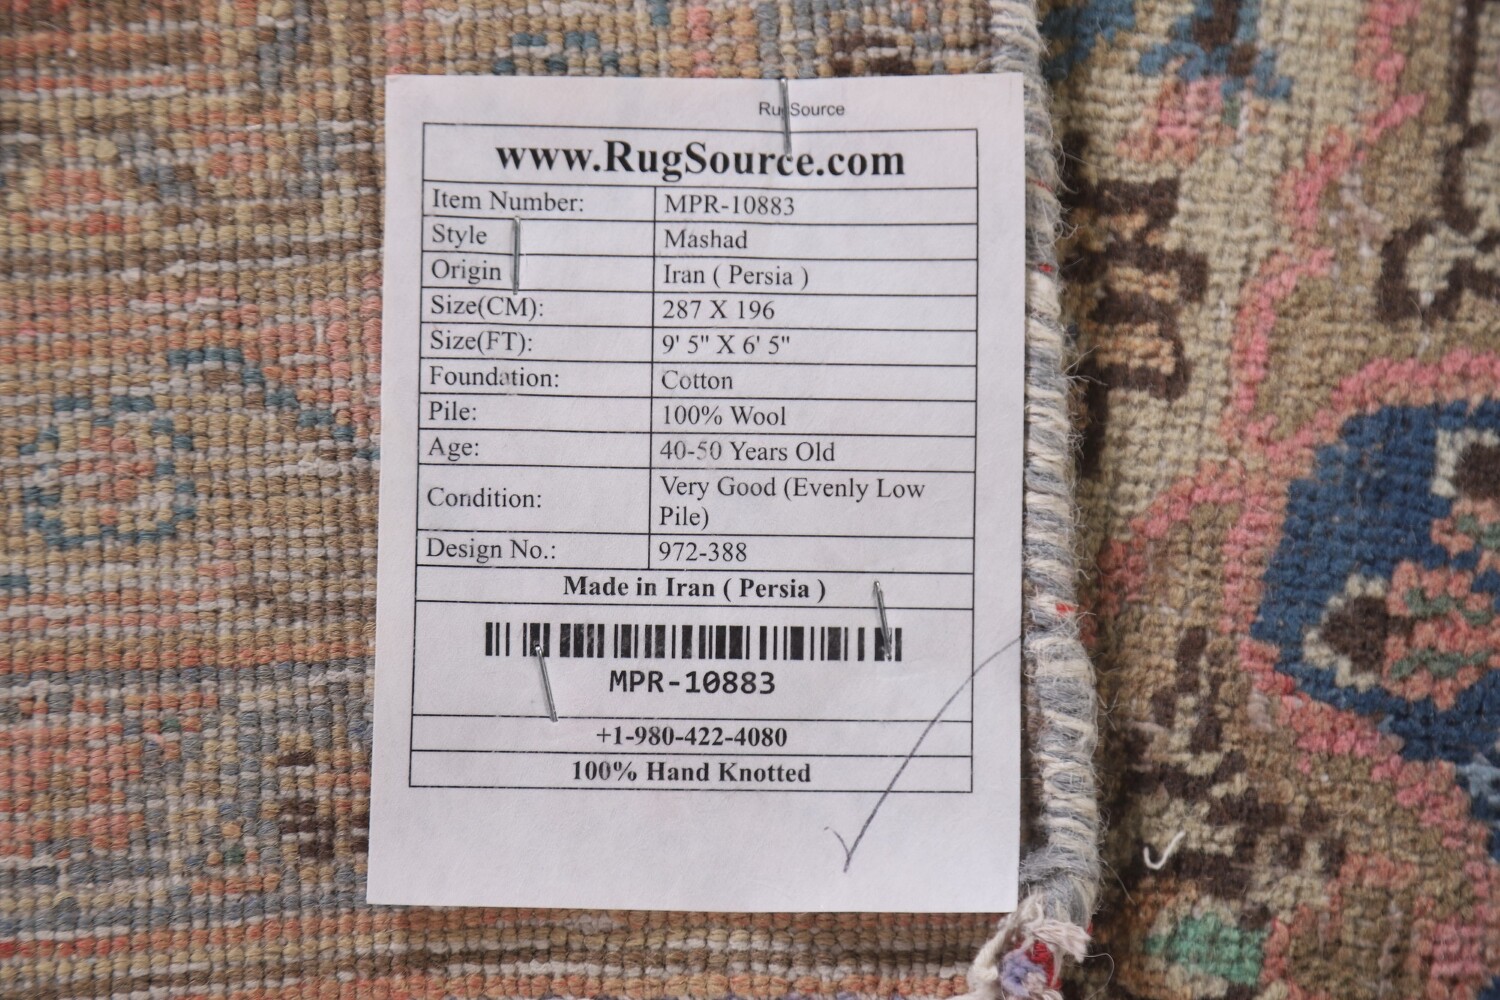 RugSource
www.RugSource.com
Item Number: MPR-10883
Style Mashad
Origin Iran ( Persia )
Size(CM): 287 X 196
Size(FT): 9' 5" X 6' 5"
Foundation: Cotton
Pile: 100% Wool
Age: 40-50 Years Old
Condition: Very Good (Evenly Low
Pile)
Design No.: 972-388
Made in Iran ( Persia )
MPR-10883
+1-980-422-4080
100% Hand Knotted